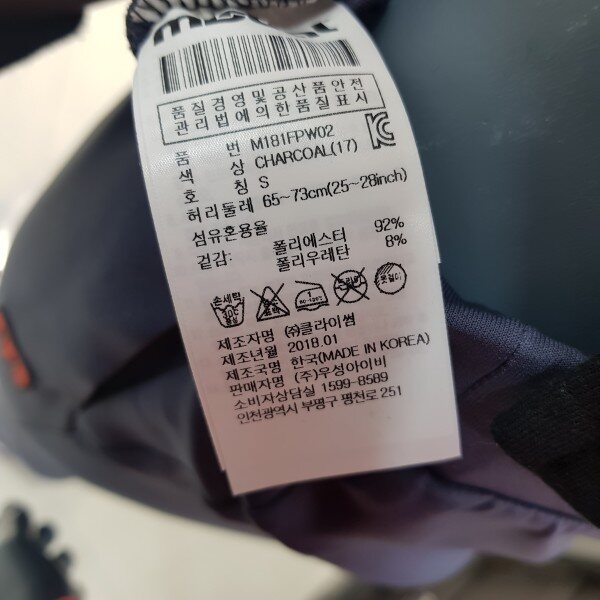 품질경영및공산품안전
관리법에의한품질표시
품 번 M181FPW02
색 상 CHARCOAL(17)
호 칭 S
허리둘레 65~73cm(25~28inch)
섬유혼용율
겉감: 폴리에스터 92%
폴리우레탄 8%
제조자명 ㈜클라이썸
제조년월 2018.01
제조국명 한국(MADE IN KOREA)
판매자명 (주)우성아이비
소비자상담실 1599-8589
인천광역시 부평구 평천로 251